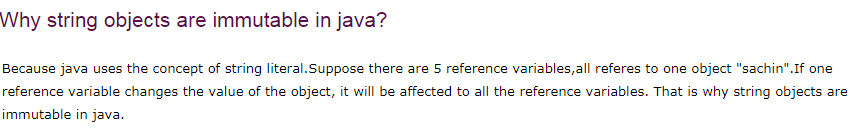 Why string objects are immutable in java?
Because java uses the concept of string literal.Suppose there are 5 reference variables,all referes to one object "sachin".If one
reference variable changes the value of the object, it will be affected to all the reference variables. That is why string objects are
immutable in java.